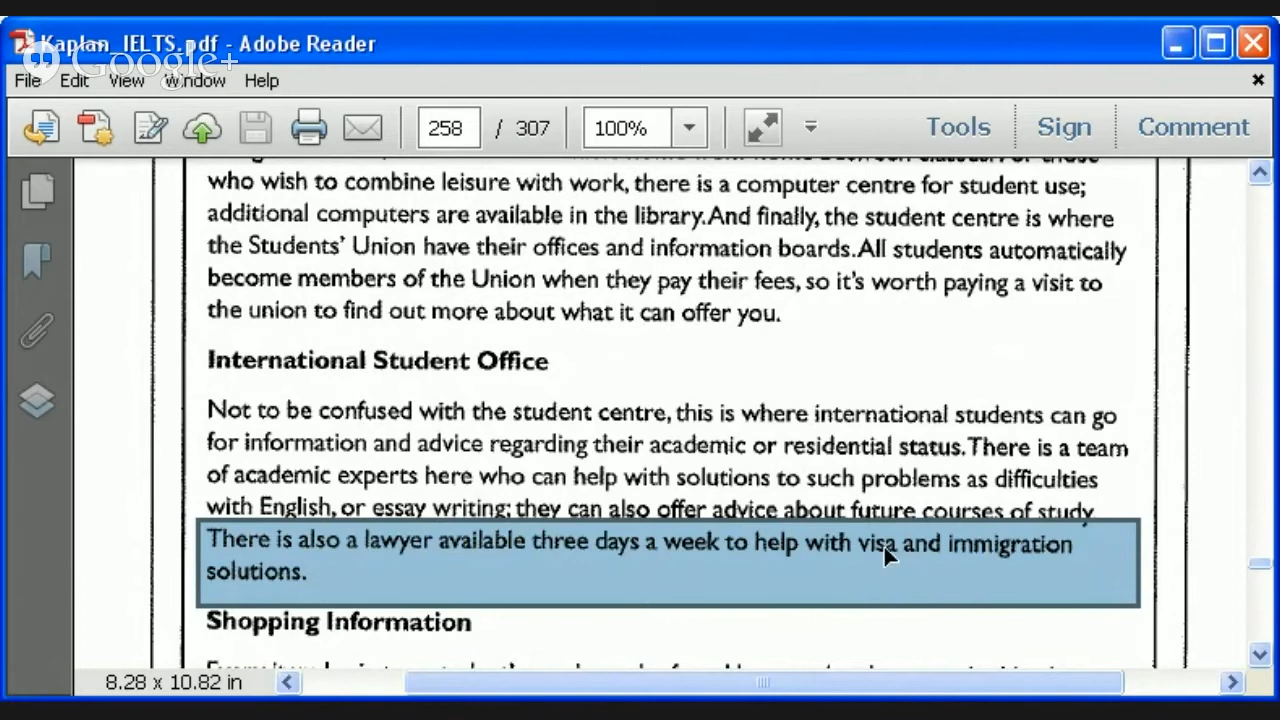 Kaplan_IELTS.pdf - Adobe Reader
Google+
File Edit View Window Help
258 / 307 100% Tools Sign Comment
who wish to combine leisure with work, there is a computer centre for student use;
additional computers are available in the library. And finally, the student centre is where
the Students' Union have their offices and information boards. All students automatically
become members of the Union when they pay their fees, so it's worth paying a visit to
the union to find out more about what it can offer you.
International Student Office
Not to be confused with the student centre, this is where international students can go
for information and advice regarding their academic or residential status. There is a team
of academic experts here who can help with solutions to such problems as difficulties
with English, or essay writing; they can also offer advice about future courses of study
There is also a lawyer available three days a week to help with visa and immigration
solutions.
Shopping Information
8.28 x 10.82 in